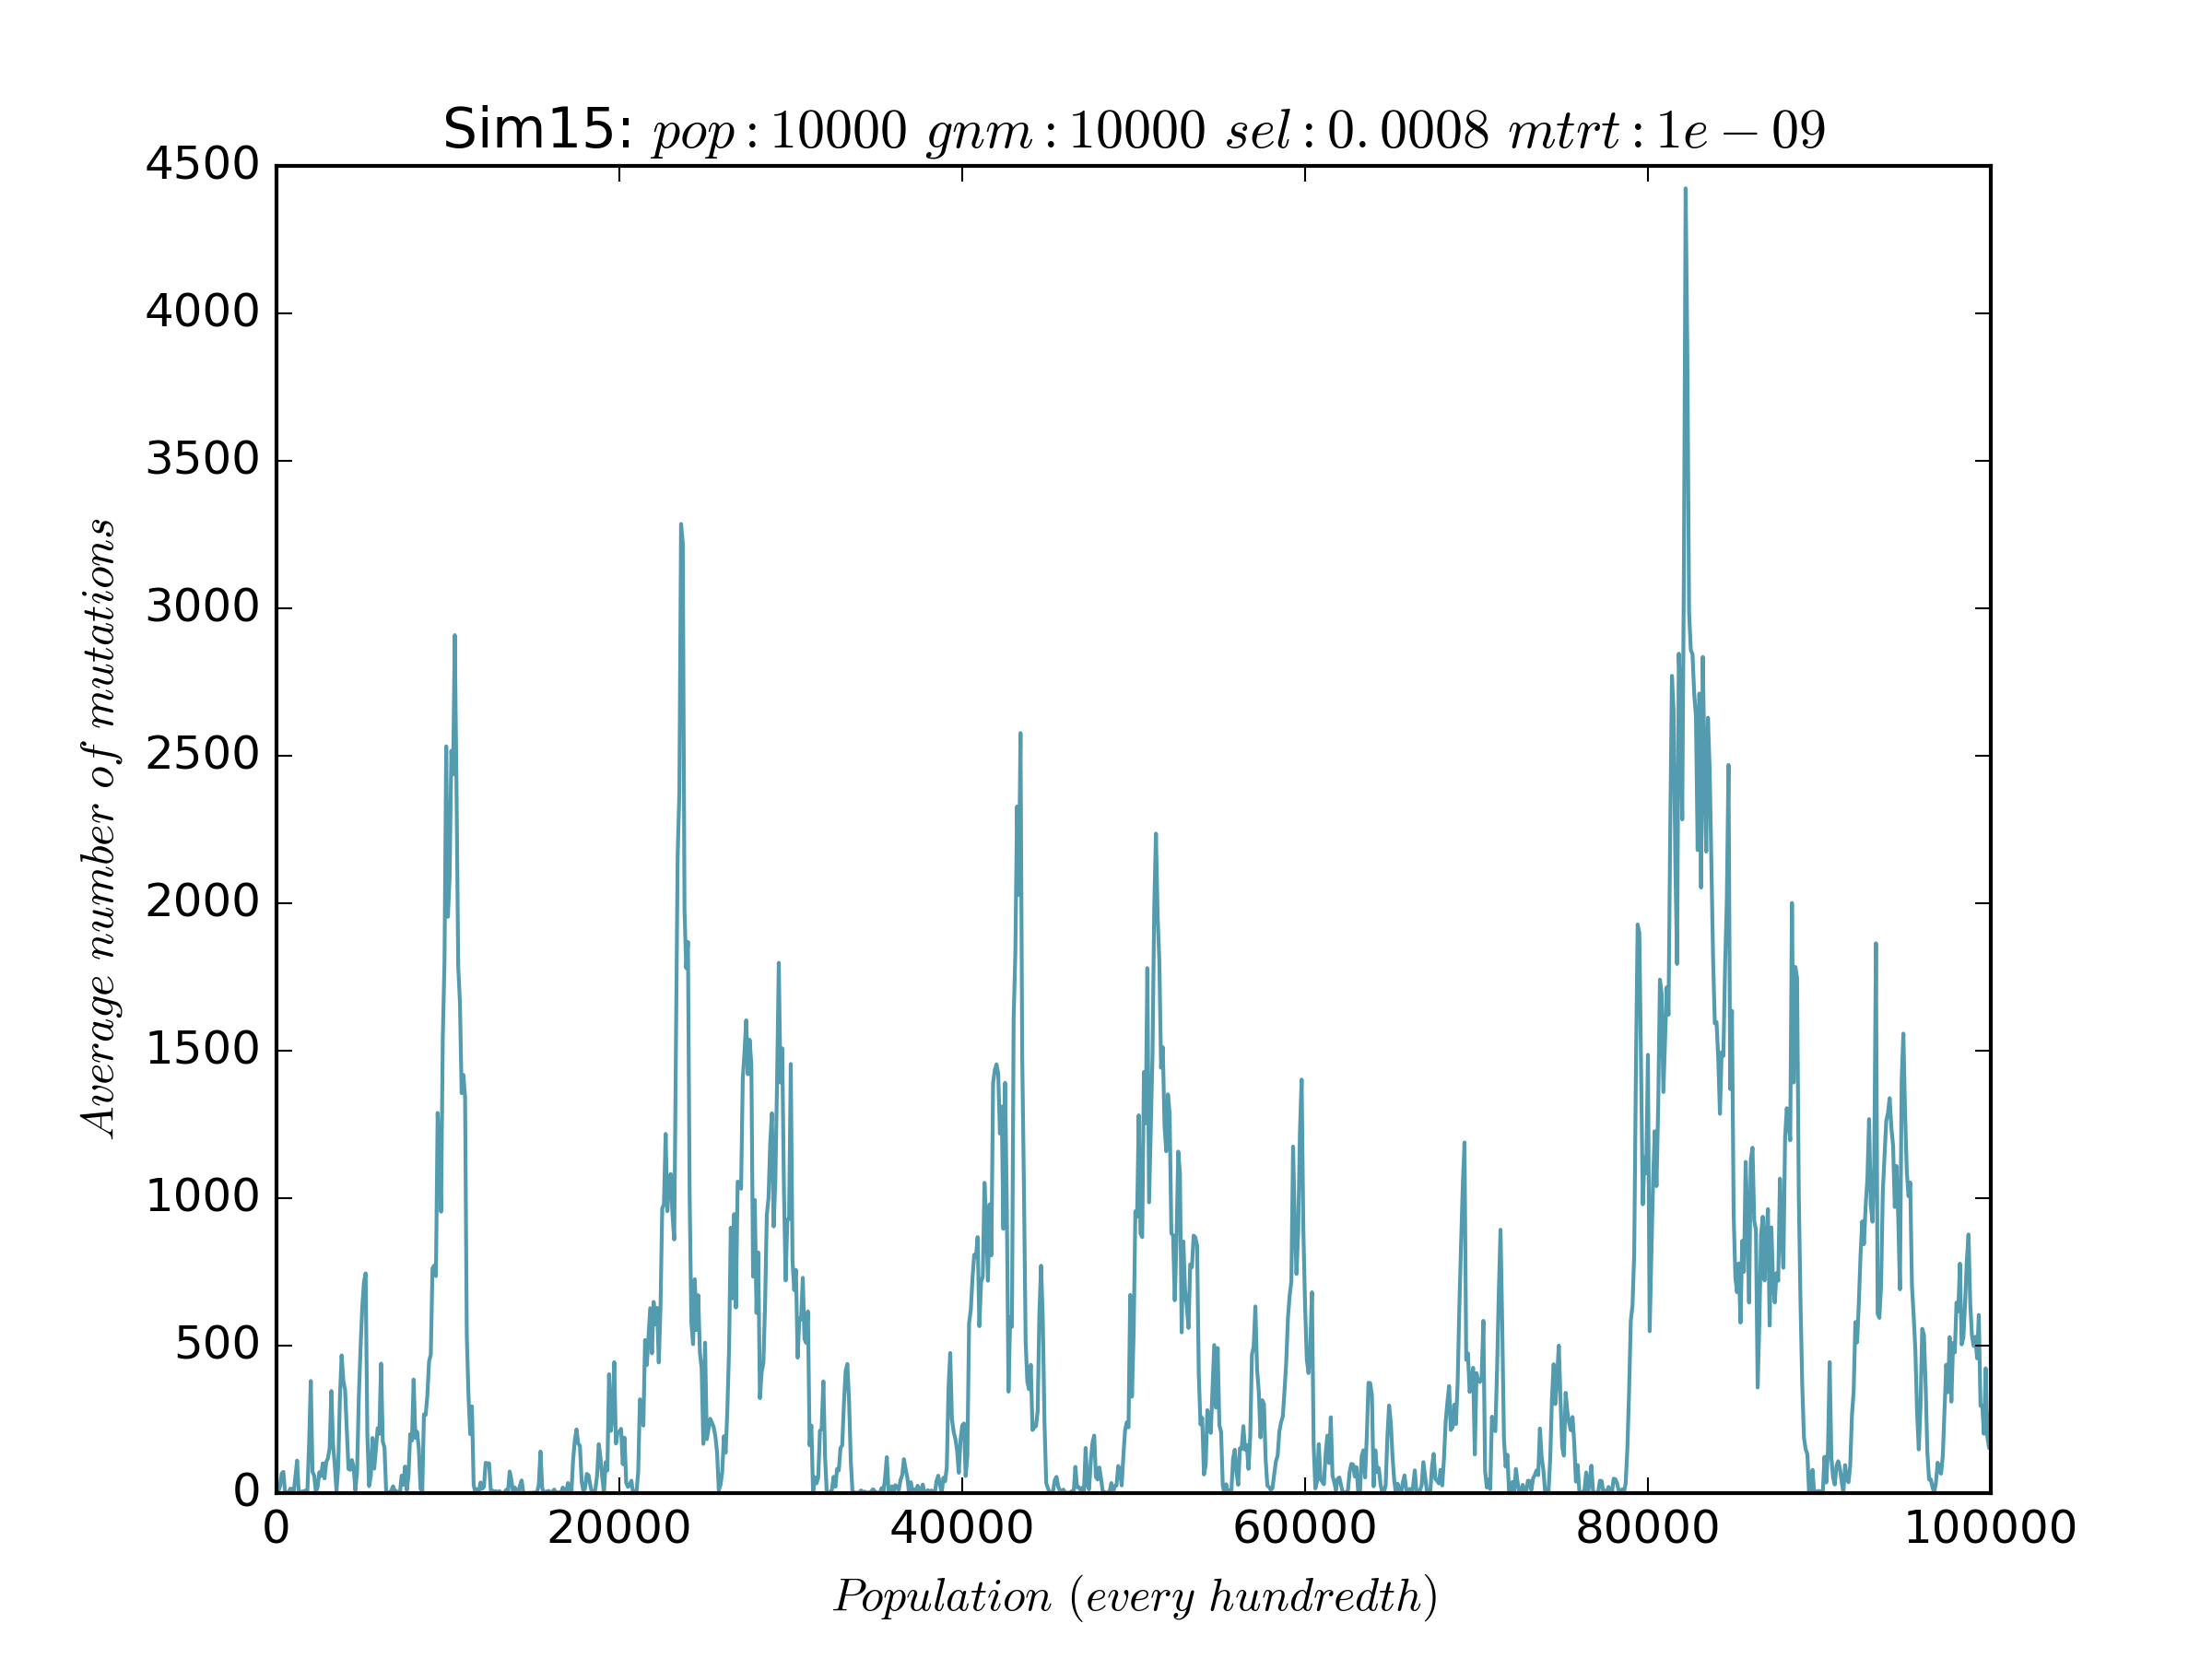 Sim15: pop : 10000 gnm : 10000 sel : 0.0008 mtrt : 1e − 09
4500
4000
3500
3000
2500
2000
1500
1000
500
0
Average number of mutations
0 20000 40000 60000 80000 100000
Population (every hundredth)